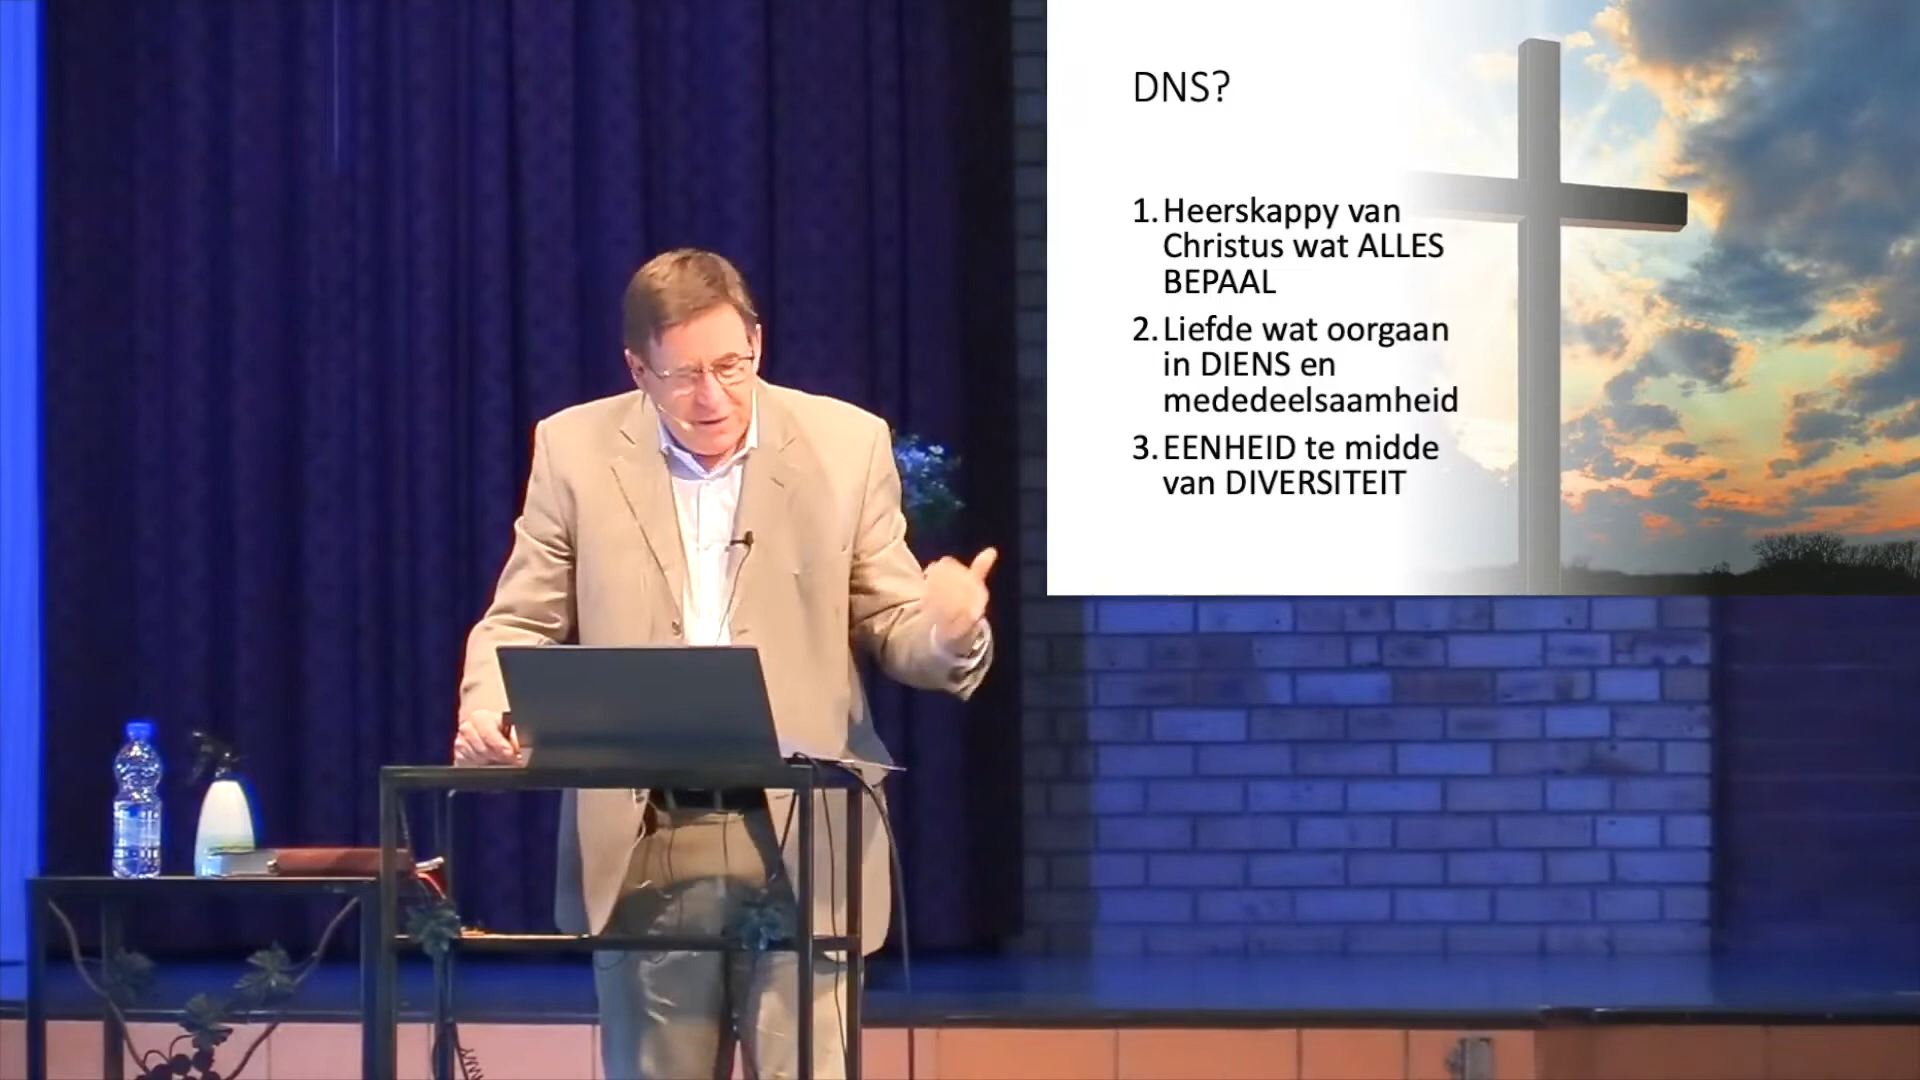 DNS?
1. Heerskappy van
Christus wat ALLES
BEPAAL
2. Liefde wat oorgaan
in DIENS en
mededeelsaamheid
3. EENHEID te midde
van DIVERSITEIT